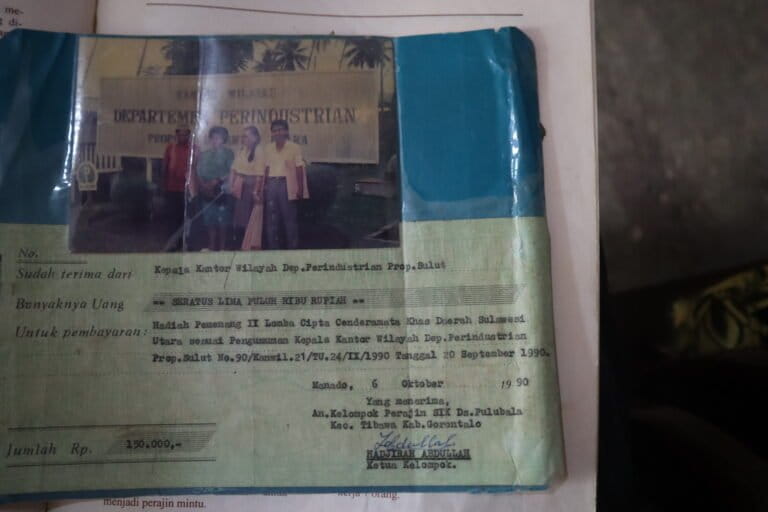 me-
di-
KANTOR WILAYAH
DEPARTEMEN PERINDUSTRIAN
No.
Sudah terima dari Kepala Kantor Wilayah Dep.Perindustrian Prop.Sulut
Banyaknya Uang == SERATUS LIMA PULUH RIBU RUPIAH ==
Untuk pembayaran: Hadiah Pemenang II Lomba Cipta Cenderamata Khas Daerah Sulawesi
Utara sesuai Pengumuman Kepala Kantor Wilayah Dep.Perindustrian
Prop.Sulut No.90/Kanwil.21/TU.24/IX/1990 Tanggal 20 September 1990.
Manado, 6 Oktober 1990
Yang menerima,
An.Kelompok Perajin SIK Ds.Pulubala
Kec. Tibawa Kab.Gorontalo
Jumlah Rp. 150.000,-
HADJIRAH ABDULLAH
Ketua Kelompok.
menjadi perajin mintu.